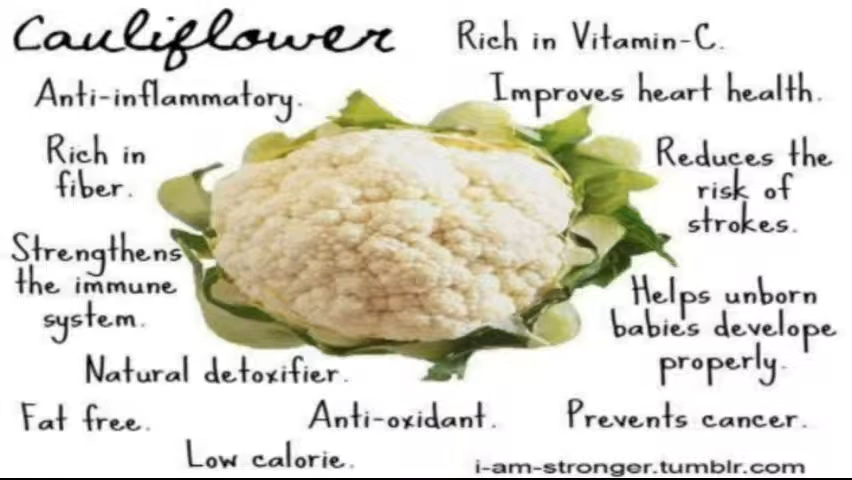 Cauliflower
Rich in Vitamin-C.
Anti-inflammatory.
Improves heart health.
Rich in
fiber.
Reduces the
risk of
strokes.
Strengthens
the immune
system.
Helps unborn
babies develope
properly.
Natural detoxifier.
Fat free.
Anti-oxidant.
Prevents cancer.
Low calorie.
i-am-stronger.tumblr.com